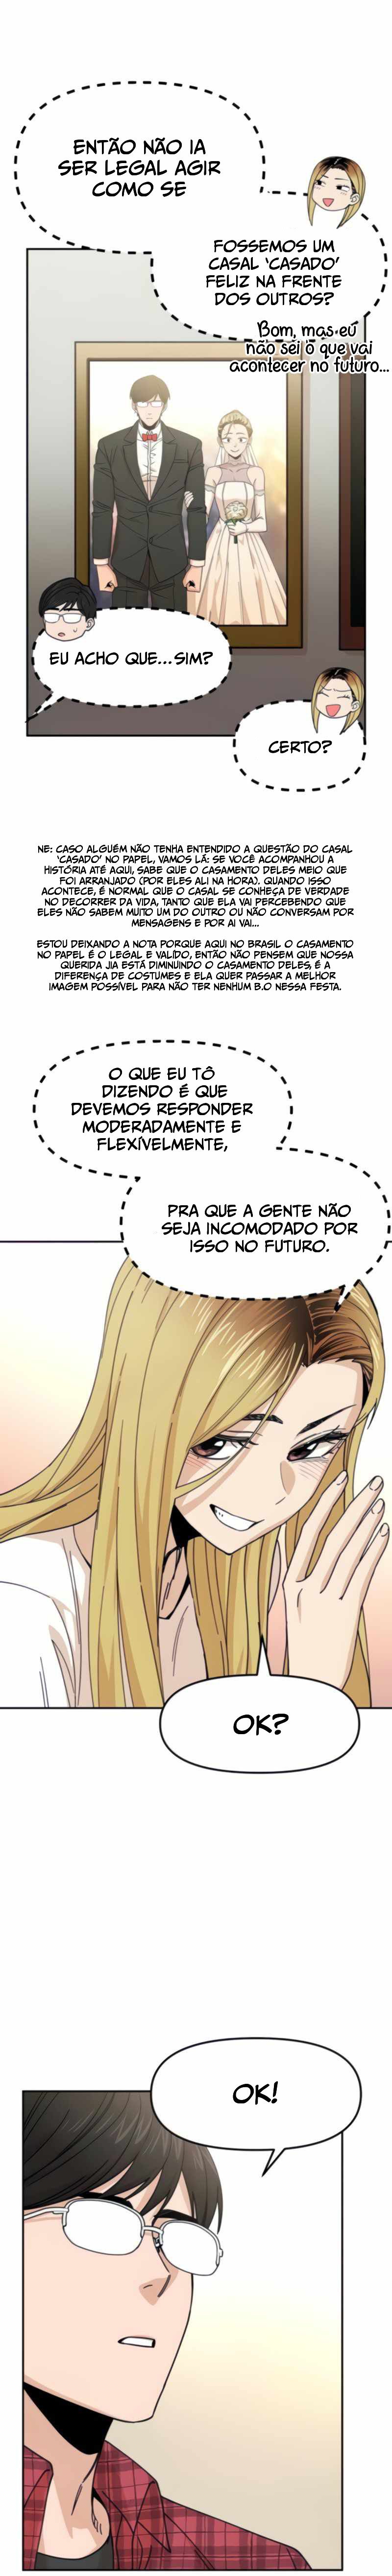 ENTÃO NÃO IA
SER LEGAL AGIR
COMO SE
FOSSEMOS UM
CASAL 'CASADO'
FELIZ NA FRENTE
DOS OUTROS?
Bom, mas eu
não sei o que vai
acontecer no futuro...
EU ACHO QUE...SIM?
CERTO?
NE: CASO ALGUÉM NÃO TENHA ENTENDIDO A QUESTÃO DO CASAL
'CASADO' NO PAPEL, VAMOS LÁ: SE VOCÊ ACOMPANHOU A
HISTÓRIA ATÉ AQUI, SABE QUE O CASAMENTO DELES MEIO QUE
FOI ARRANJADO (POR ELES ALI NA HORA). QUANDO ISSO
ACONTECE, É NORMAL QUE O CASAL SE CONHEÇA DE VERDADE
NO DECORRER DA VIDA, TANTO QUE ELA VAI PERCEBENDO QUE
ELES NÃO SABEM MUITO UM DO OUTRO OU NÃO CONVERSAM POR
MENSAGENS E POR AI VAI...
ESTOU DEIXANDO A NOTA PORQUE AQUI NO BRASIL O CASAMENTO
NO PAPEL É O LEGAL E VALÍDO, ENTÃO NÃO PENSEM QUE NOSSA
QUERIDA JIA ESTÁ DIMINUINDO O CASAMENTO DELES, É A
DIFERENÇA DE COSTUMES E ELA QUER PASSAR A MELHOR
IMAGEM POSSÍVEL PARA NÃO TER NENHUM B.O NESSA FESTA.
O QUE EU TÔ
DIZENDO É QUE
DEVEMOS RESPONDER
MODERADAMENTE E
FLEXÍVELMENTE,
PRA QUE A GENTE NÃO
SEJA INCOMODADO POR
ISSO NO FUTURO.
OK?
OK!